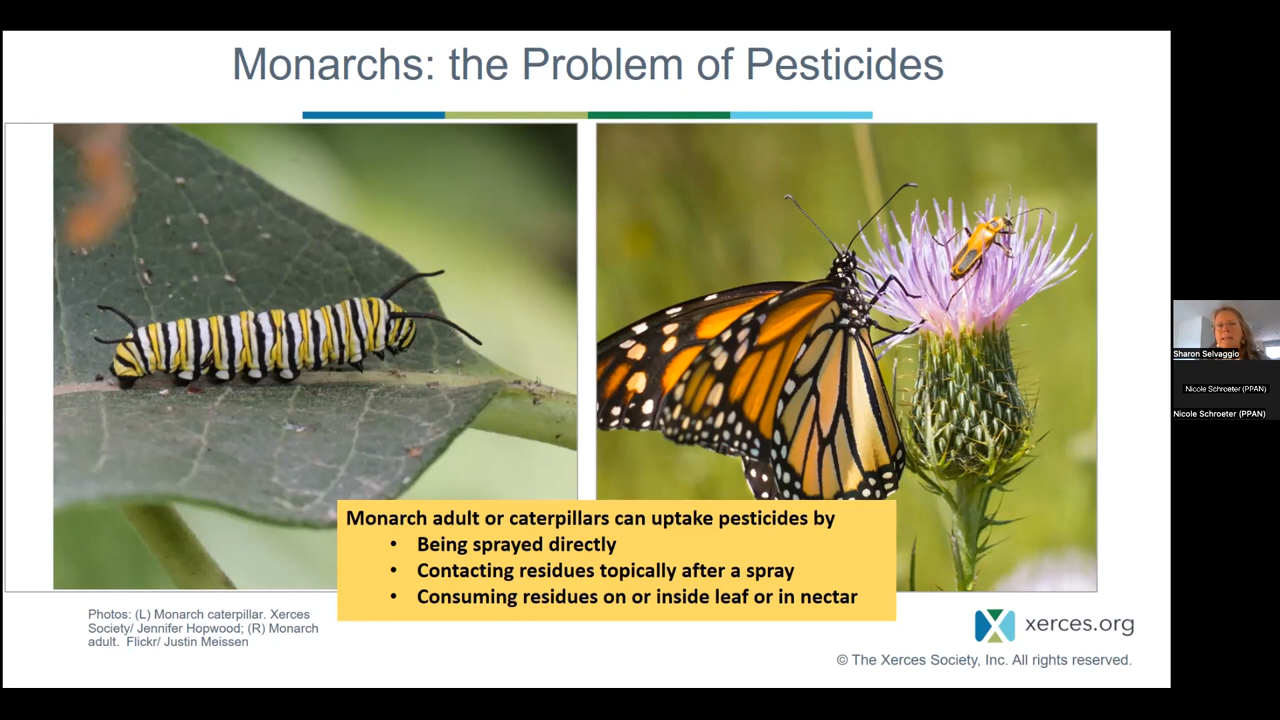 Monarchs: the Problem of Pesticides
Monarch adult or caterpillars can uptake pesticides by
• Being sprayed directly
• Contacting residues topically after a spray
• Consuming residues on or inside leaf or in nectar
Photos: (L) Monarch caterpillar. Xerces
Society/ Jennifer Hopwood; (R) Monarch
adult. Flickr/ Justin Meissen
xerces.org
© The Xerces Society, Inc. All rights reserved.
Sharon Selvaggio
Nicole Schroeter (PPAN)
Nicole Schroeter (PPAN)